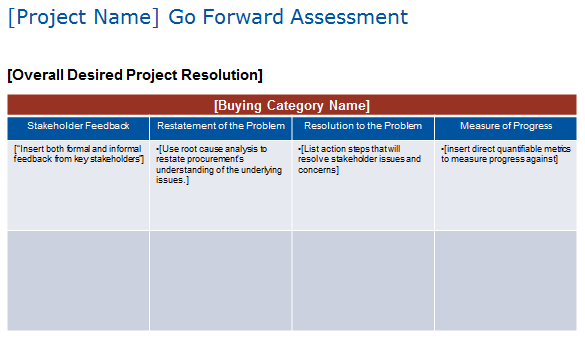 [Project Name] Go Forward Assessment
[Overall Desired Project Resolution]
[Buying Category Name]
Stakeholder Feedback
Restatement of the Problem
Resolution to the Problem
Measure of Progress
["Insert both formal and informal
feedback from key stakeholders"]
•[Use root cause analysis to
restate procurement's
understanding of the underlying
issues.]
•[List action steps that will
resolve stakeholder issues and
concerns]
•[insert direct quantifiable metrics
to measure progress against]